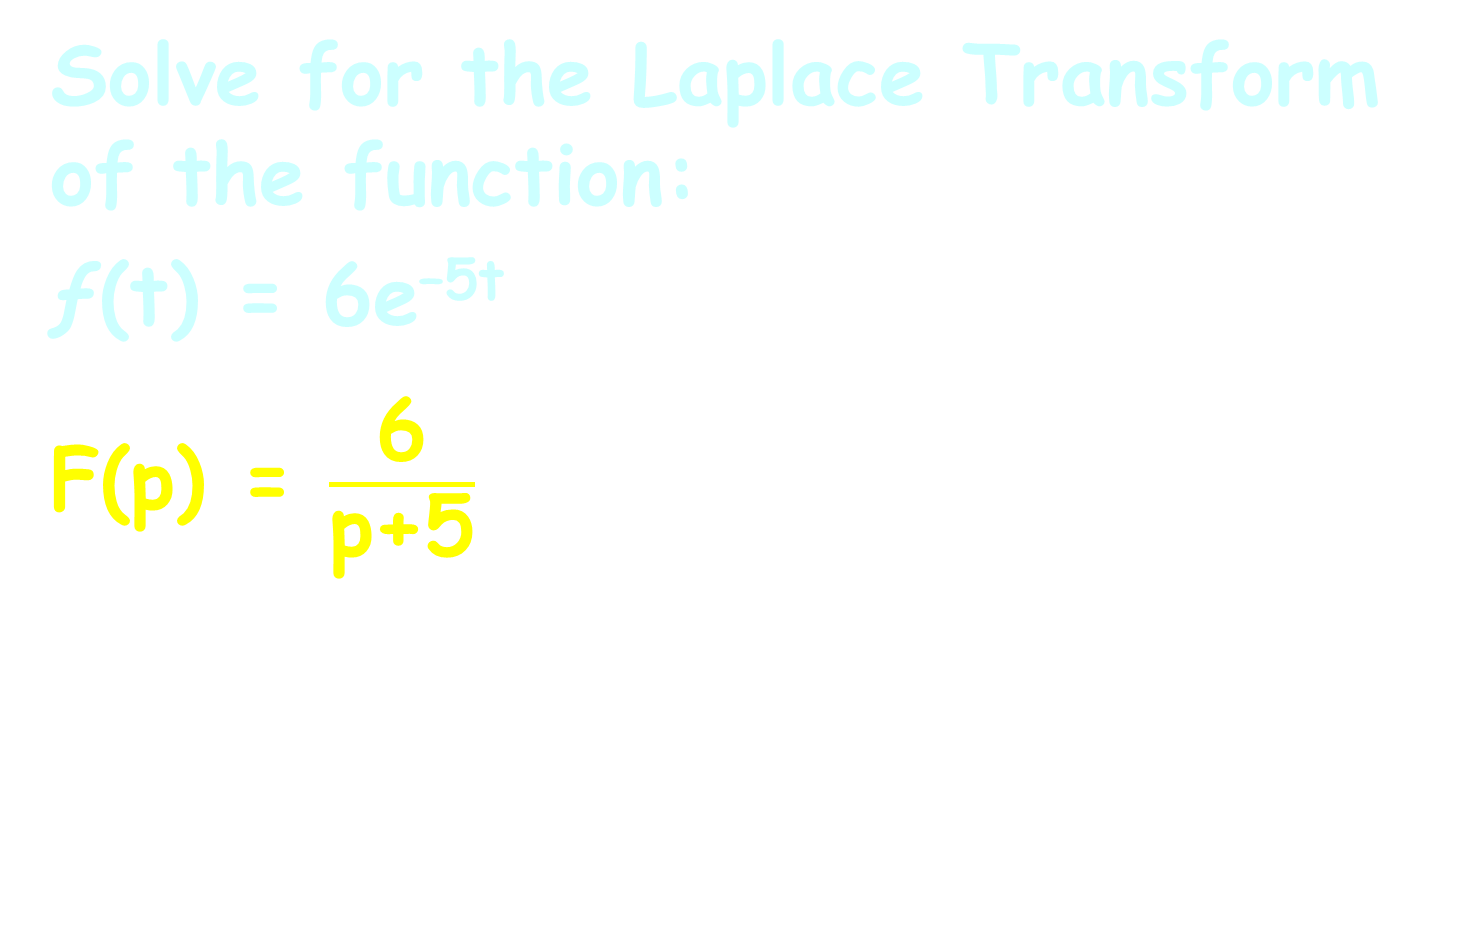 Solve for the Laplace Transform
of the function:
ƒ(t) = 6e⁻⁵ᵗ
F(p) = 6/(p+5)